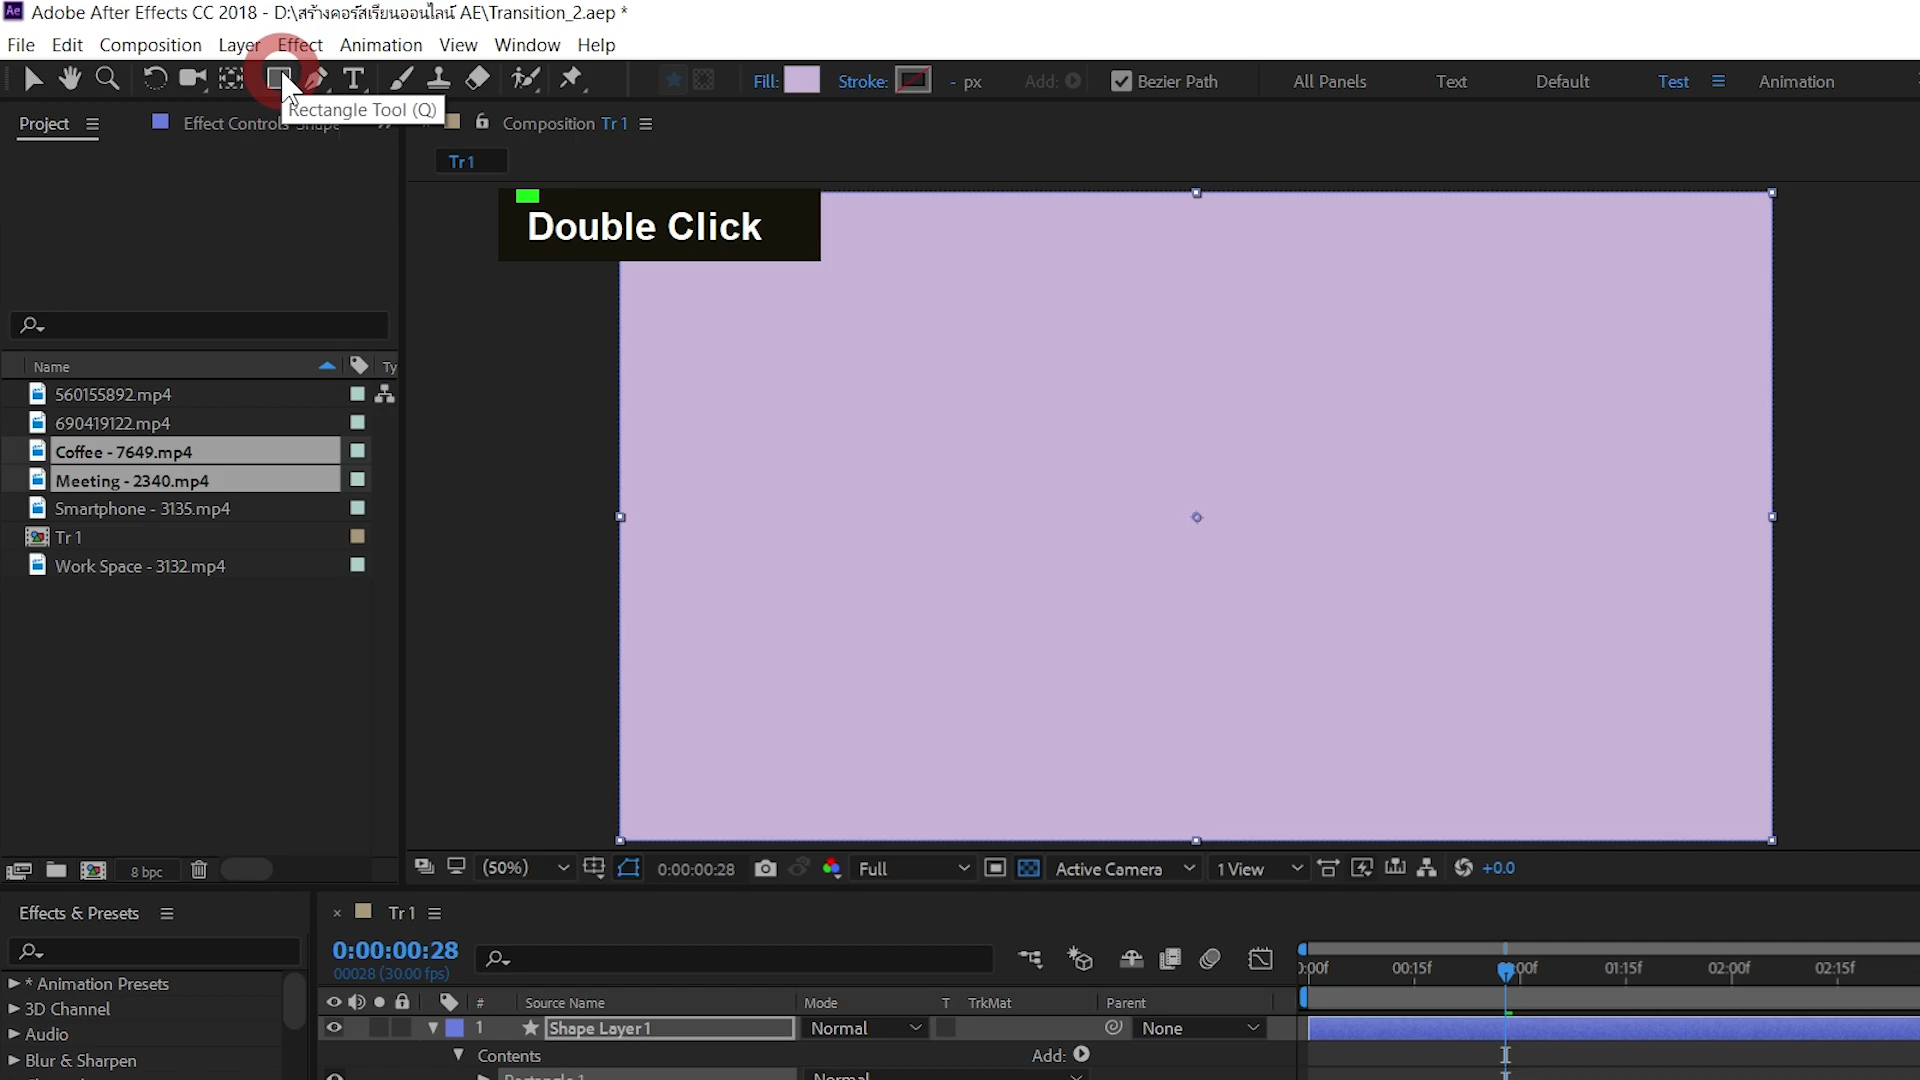 Adobe After Effects CC 2018 - D:\สร้างคอร์สเรียนออนไลน์ AE\Transition_2.aep *
File Edit Composition Layer Effect Animation View Window Help
T Fill: Stroke: - px Add: Bezier Path All Panels Text Default Test Animation
Rectangle Tool (Q)
Project Effect Controls Composition Tr 1
Tr 1
Double Click
Name Ty
560155892.mp4
690419122.mp4
Coffee - 7649.mp4
Meeting - 2340.mp4
Smartphone - 3135.mp4
Tr 1
Work Space - 3132.mp4
8 bpc (50%) 0:00:00:28 Full Active Camera 1 View +0.0
Effects & Presets Tr 1
0:00:00:28
00028 (30.00 fps)
00:15f 01:15f 02:00f 02:15f
* Animation Presets
3D Channel
Audio
Blur & Sharpen
# Source Name Mode T TrkMat Parent
1 Shape Layer 1 Normal None
Contents Add:
Rectangle 1 Normal